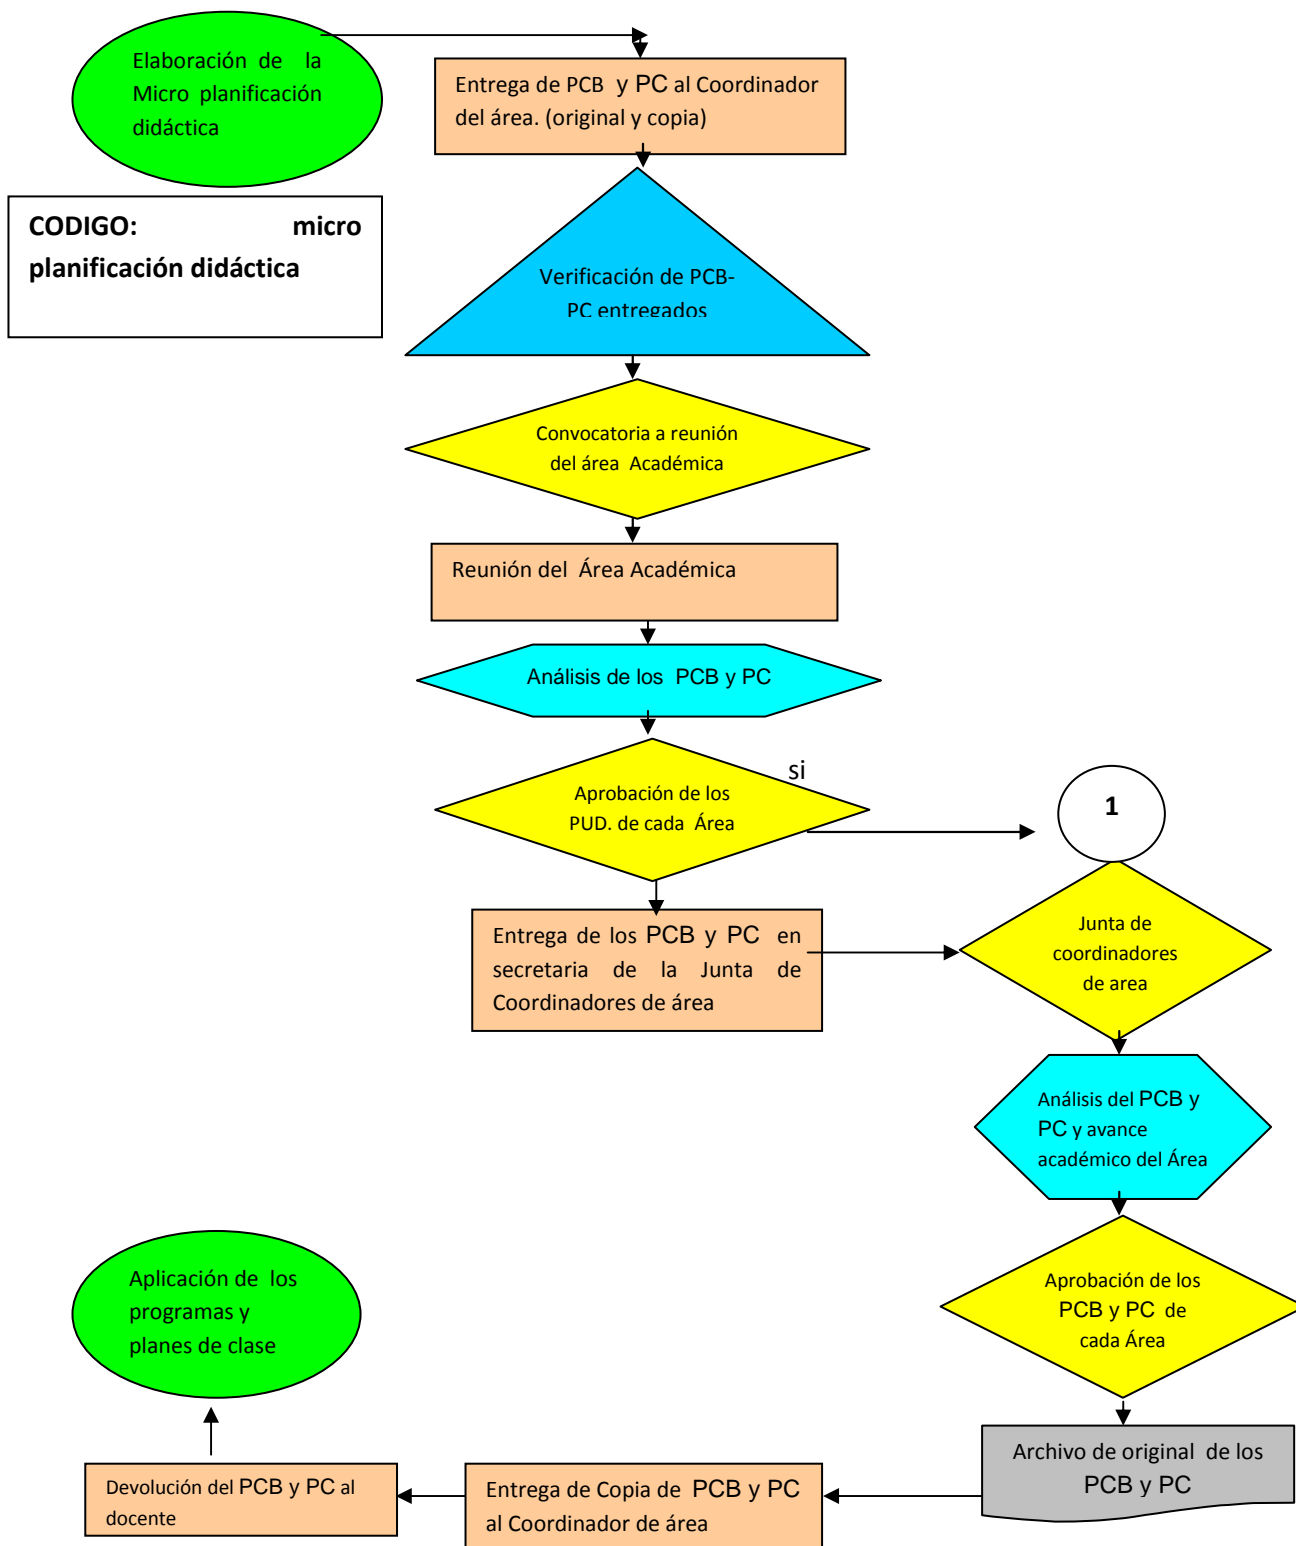 Elaboración de la
Micro planificación
didáctica
Entrega de PCB y PC al Coordinador
del área. (original y copia)
CODIGO: micro
planificación didáctica
Verificación de PCB-
PC entregados
Convocatoria a reunión
del área Académica
Reunión del Área Académica
Análisis de los PCB y PC
si
Aprobación de los
PUD. de cada Área
1
Entrega de los PCB y PC en
secretaria de la Junta de
Coordinadores de área
Junta de
coordinadores
de area
Análisis del PCB y
PC y avance
académico del Área
Aprobación de los
PCB y PC de
cada Área
Archivo de original de los
PCB y PC
Entrega de Copia de PCB y PC
al Coordinador de área
Devolución del PCB y PC al
docente
Aplicación de los
programas y
planes de clase